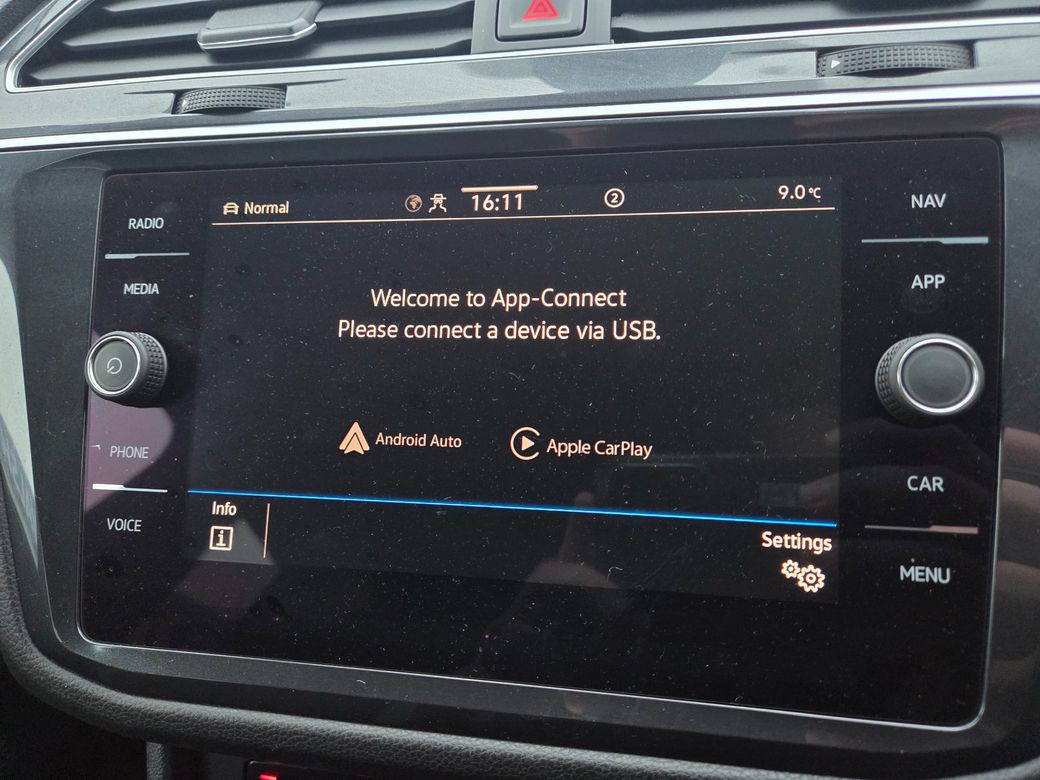 RADIO
MEDIA
PHONE
VOICE
Normal
16:11
2
9.0°C
Welcome to App-Connect
Please connect a device via USB.
Android Auto
Apple CarPlay
Info
i
Settings
NAV
APP
CAR
MENU